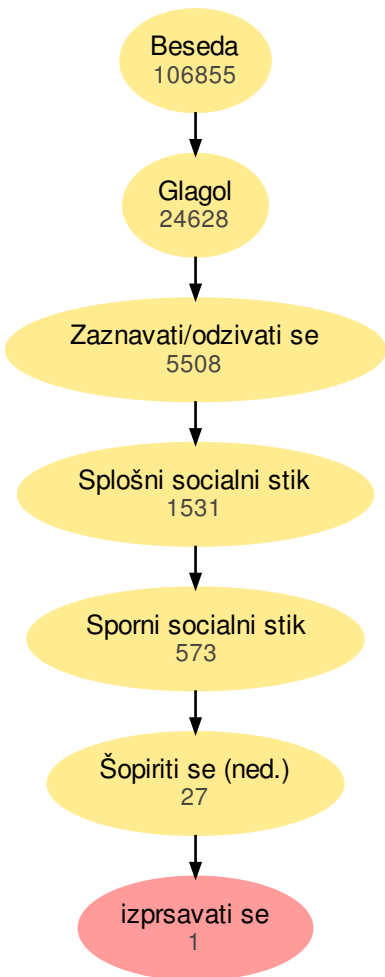 Beseda
106855
Glagol
24628
Zaznavati/odzivati se
5508
Splošni socialni stik
1531
Sporni socialni stik
573
Šopiriti se (ned.)
27
izprsavati se
1